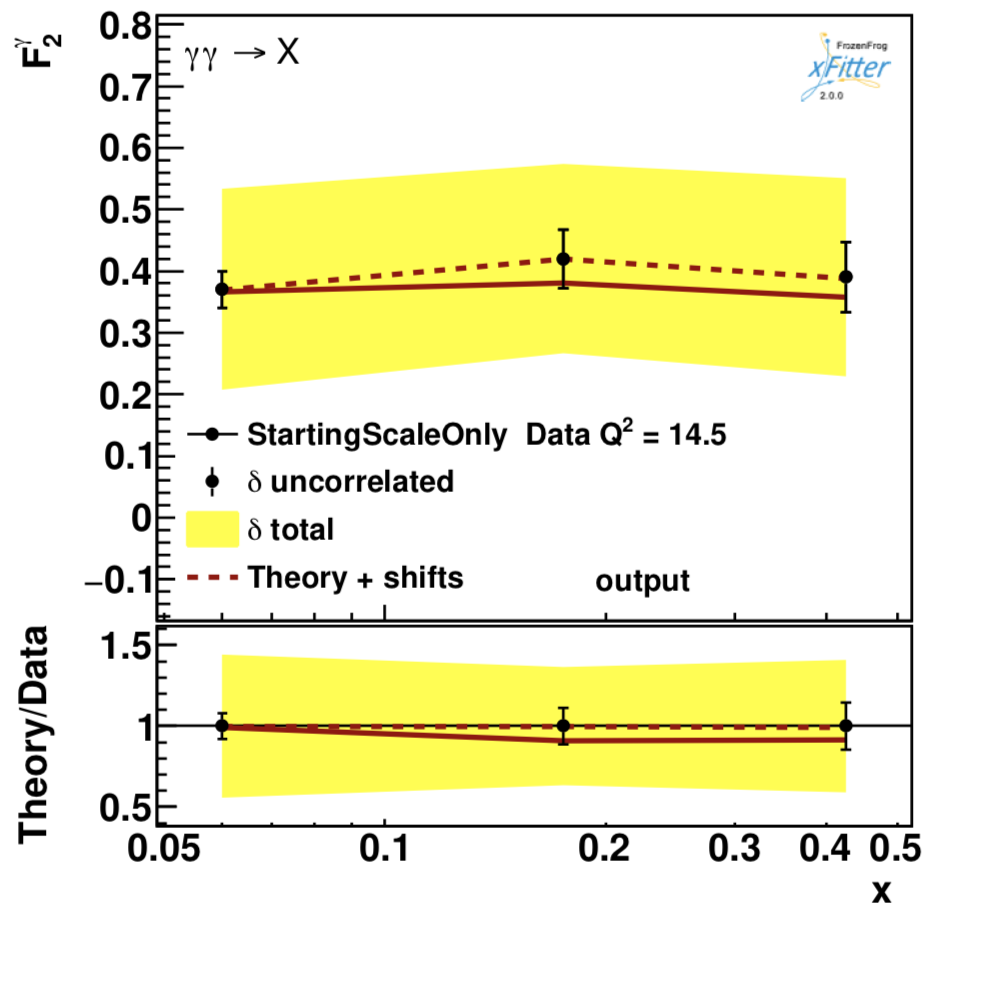 F₂^γ
0.8
γγ → X
FrozenFrog
xFitter
2.0.0
0.7
0.6
0.5
0.4
0.3
0.2
StartingScaleOnly Data Q² = 14.5
0.1
δ uncorrelated
0
δ total
−0.1
Theory + shifts
output
Theory/Data
1.5
1
0.5
0.05 0.1 0.2 0.3 0.4 0.5
x